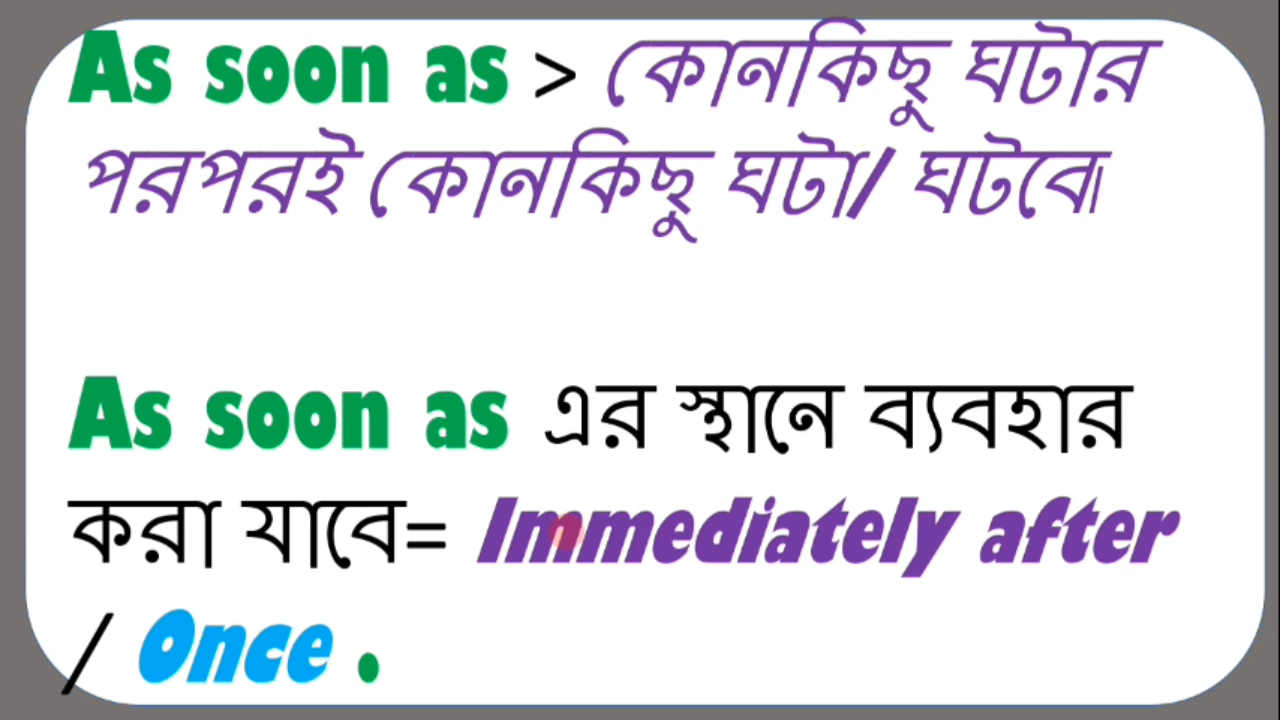 As soon as > কোনকিছু ঘটার
পরপরই কোনকিছু ঘটা/ ঘটবে।
As soon as এর স্থানে ব্যবহার
করা যাবে= Immediately after
/ Once .